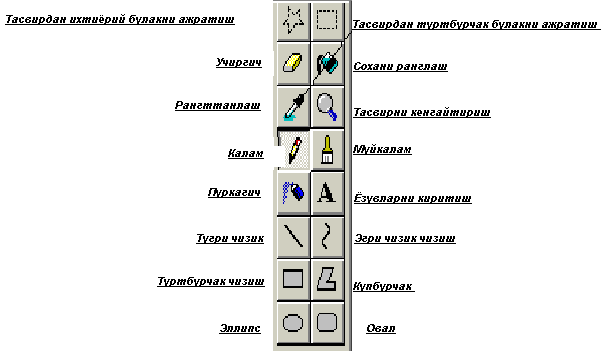 Тасвирдан ихтиёрий булакни ажратиш
Тасвирдан туртбурчак булакни ажратиш
Учиргич
Сохани ранглаш
Рангттанлаш
Тасвирни кенгайтириш
Калам
Муйкалам
Пуркагич
A
Ёзувларни киритиш
Тугри чизик
Эгри чизик чизиш
Туртбурчак чизиш
Купбурчак
Эллипс
Овал